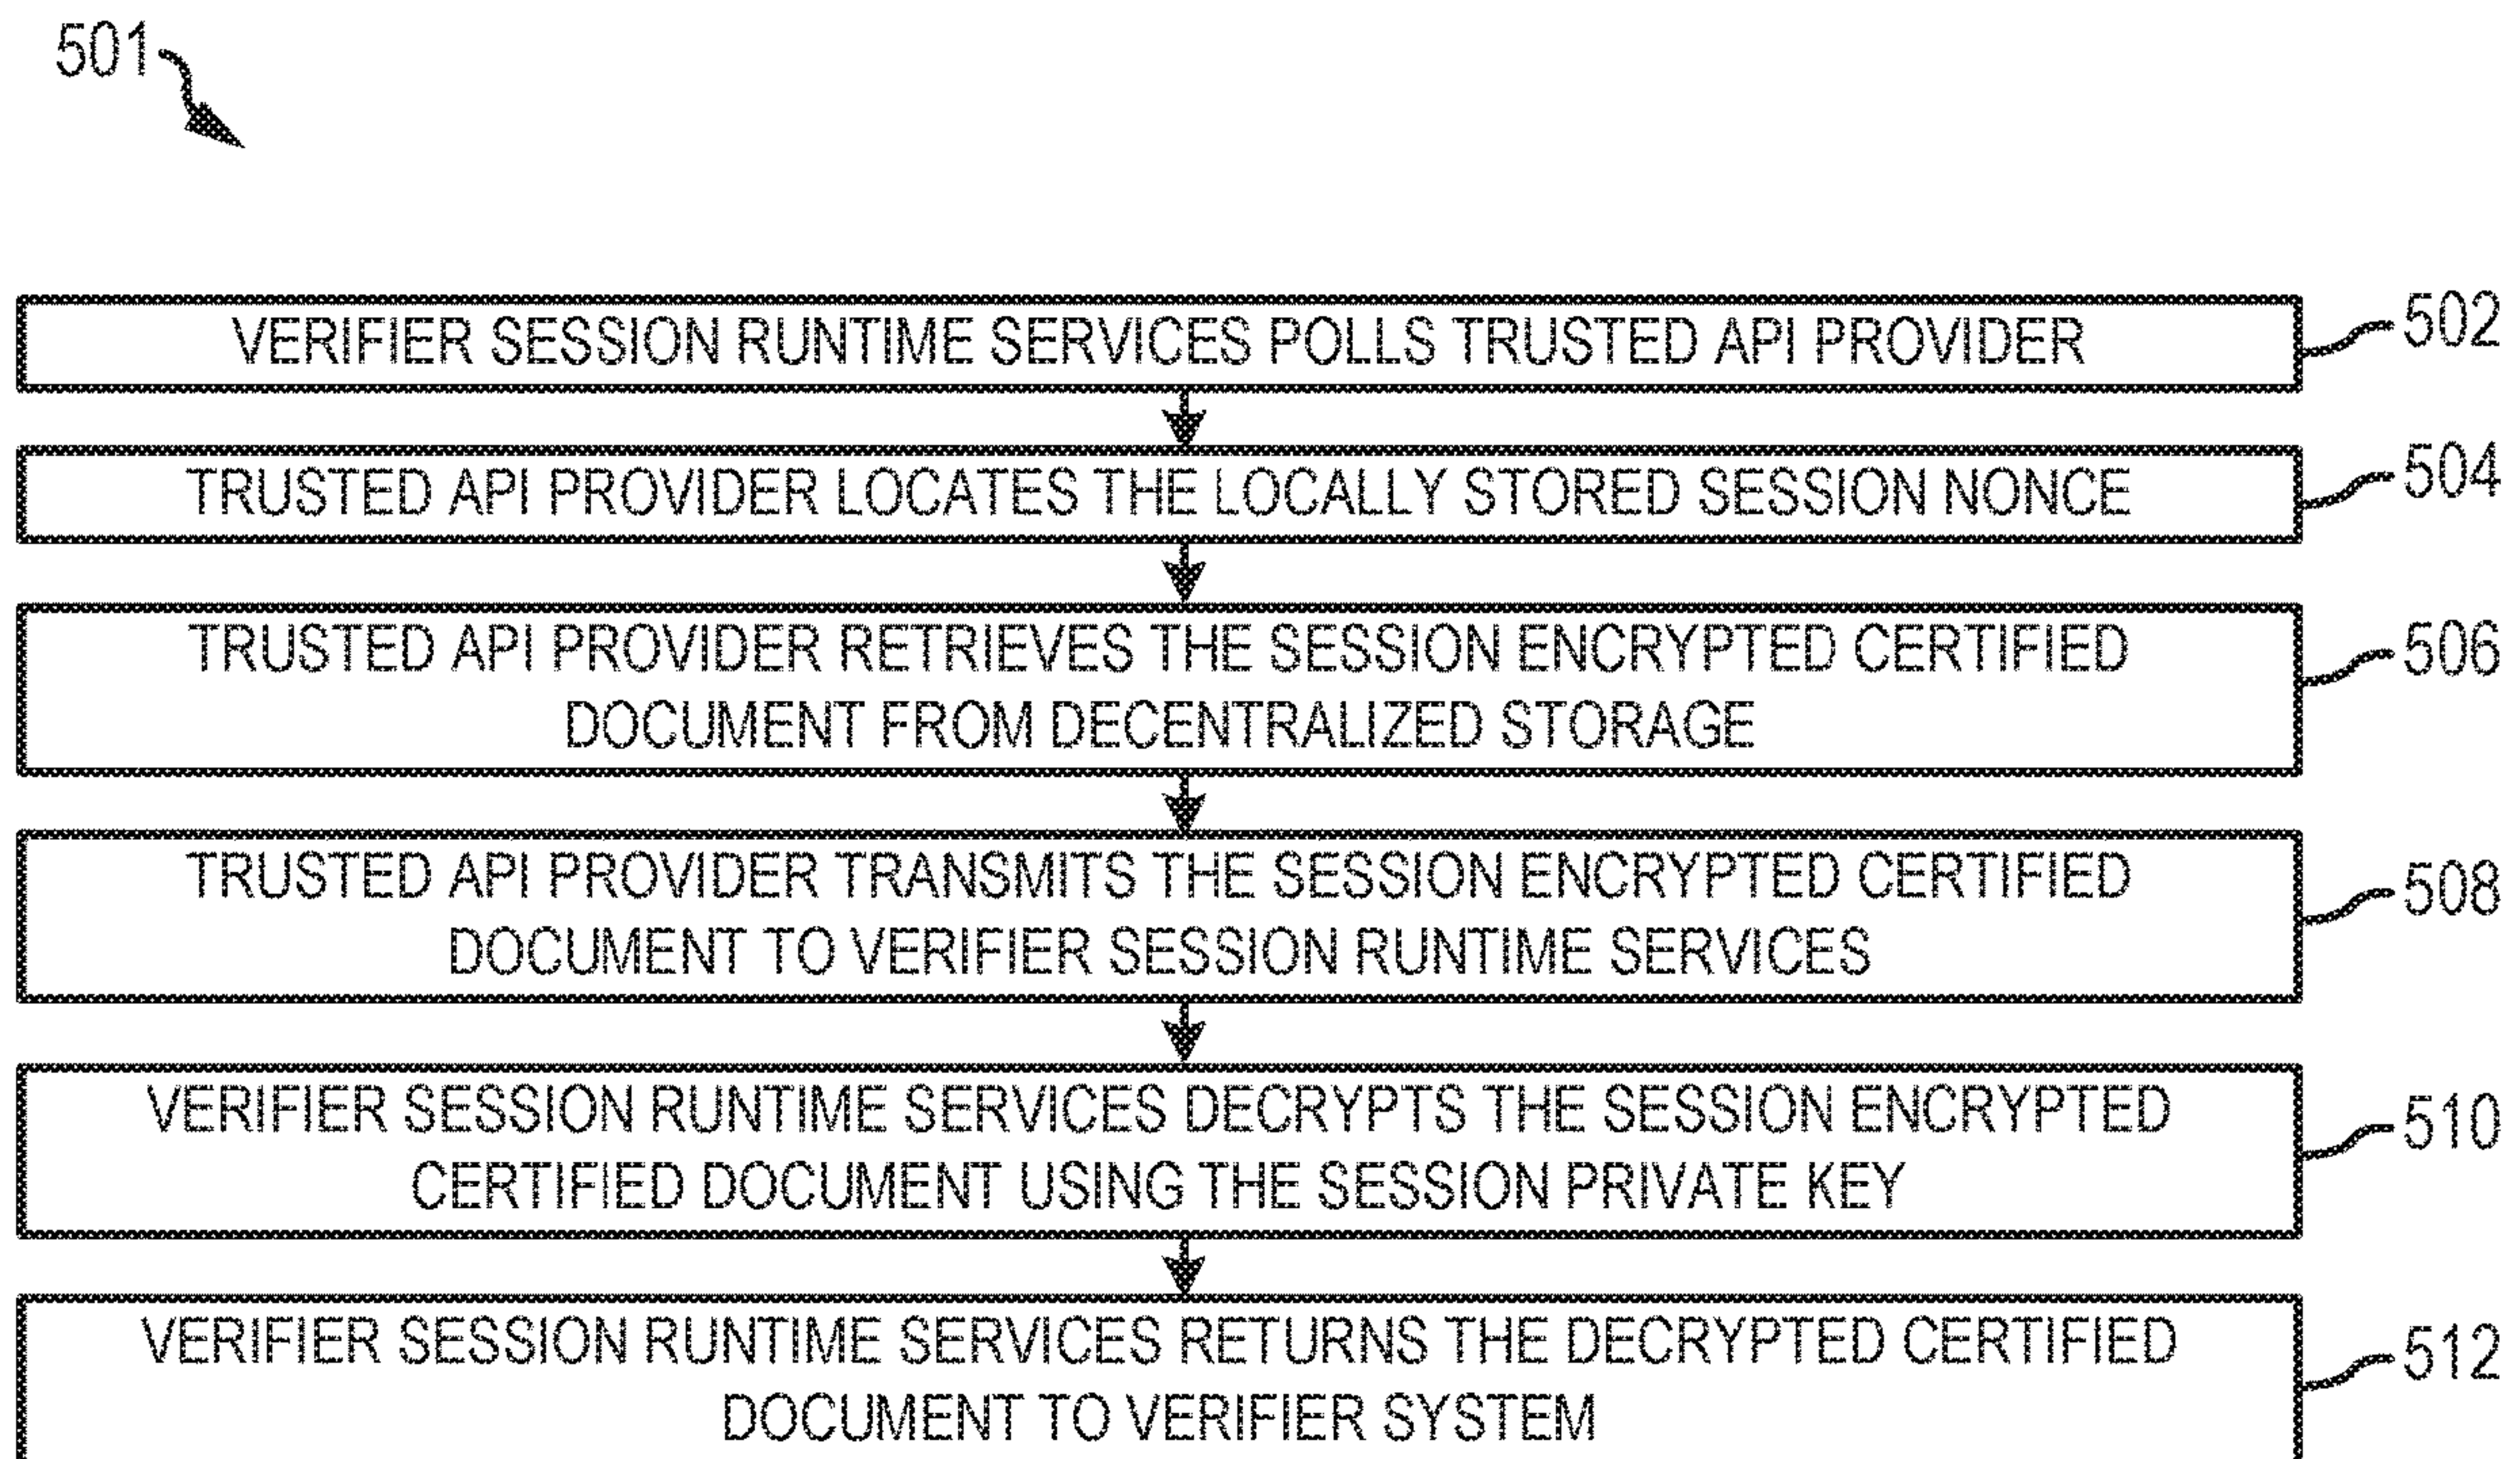 501
VERIFIER SESSION RUNTIME SERVICES POLLS TRUSTED API PROVIDER
502
TRUSTED API PROVIDER LOCATES THE LOCALLY STORED SESSION NONCE
504
TRUSTED API PROVIDER RETRIEVES THE SESSION ENCRYPTED CERTIFIED
DOCUMENT FROM DECENTRALIZED STORAGE
506
TRUSTED API PROVIDER TRANSMITS THE SESSION ENCRYPTED CERTIFIED
DOCUMENT TO VERIFIER SESSION RUNTIME SERVICES
508
VERIFIER SESSION RUNTIME SERVICES DECRYPTS THE SESSION ENCRYPTED
CERTIFIED DOCUMENT USING THE SESSION PRIVATE KEY
510
VERIFIER SESSION RUNTIME SERVICES RETURNS THE DECRYPTED CERTIFIED
DOCUMENT TO VERIFIER SYSTEM
512